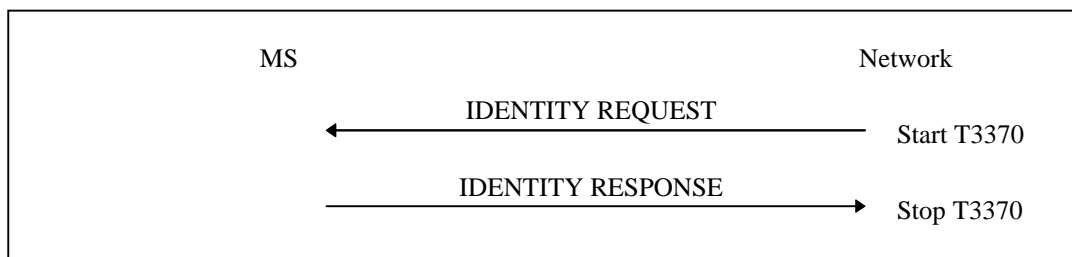 MS Network
IDENTITY REQUEST
Start T3370
IDENTITY RESPONSE
Stop T3370